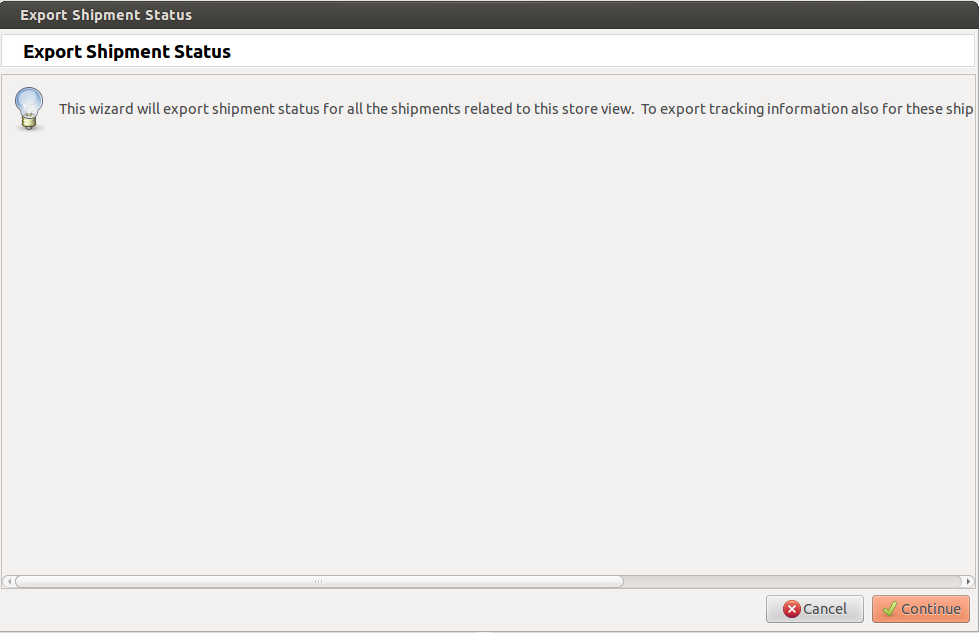 Export Shipment Status
Export Shipment Status
This wizard will export shipment status for all the shipments related to this store view.  To export tracking information also for these ship
Cancel
Continue